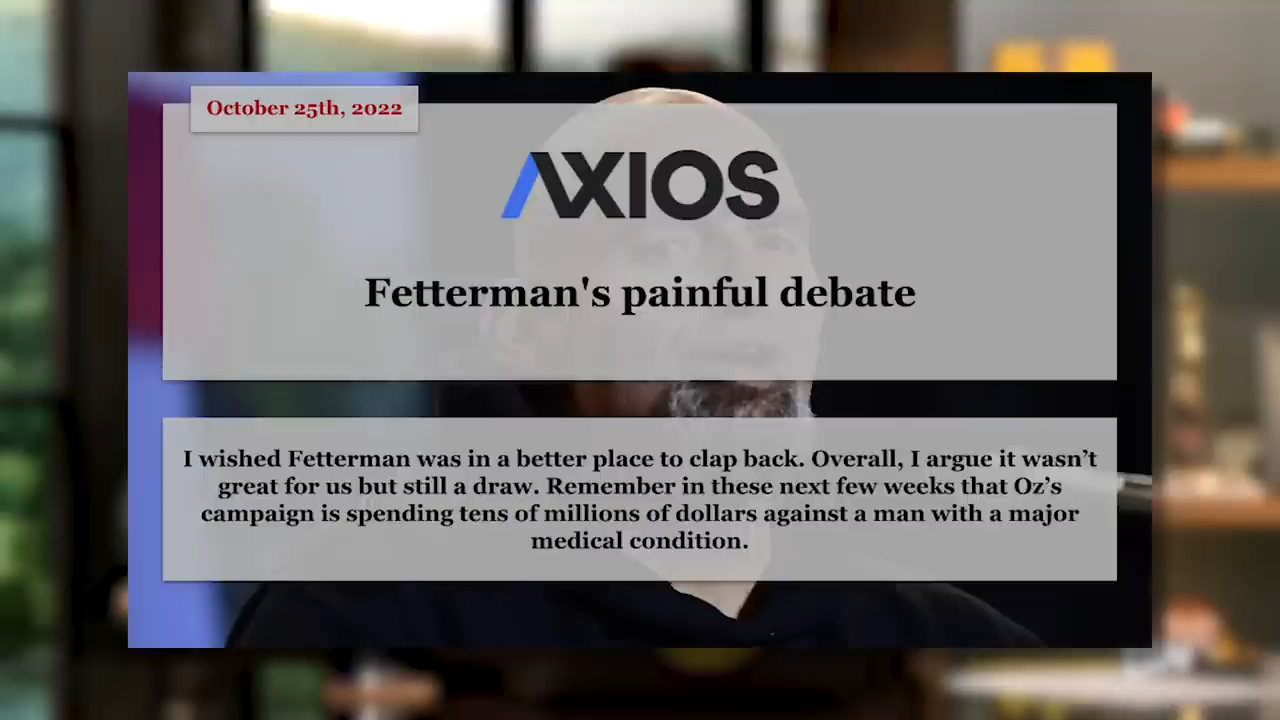 October 25th, 2022
AXIOS
Fetterman's painful debate
I wished Fetterman was in a better place to clap back. Overall, I argue it wasn’t
great for us but still a draw. Remember in these next few weeks that Oz’s
campaign is spending tens of millions of dollars against a man with a major
medical condition.